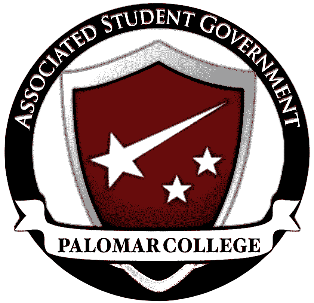 ASSOCIATED STUDENT GOVERNMENT
PALOMAR COLLEGE